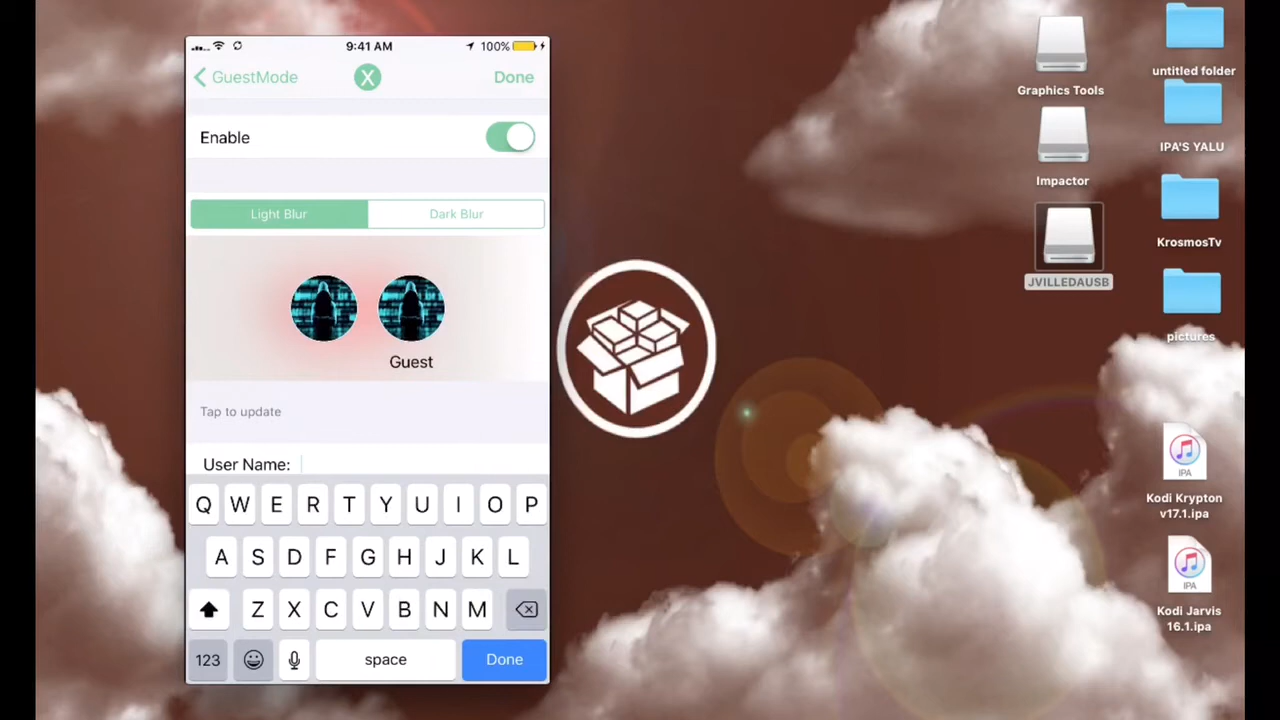 9:41 AM
100%
GuestMode
X
Done
Enable
Light Blur
Dark Blur
Guest
Tap to update
User Name:
Q W E R T Y U I O P
A S D F G H J K L
Z X C V B N M
123
space
Done
Graphics Tools
Impactor
JVILLEDAUSB
untitled folder
IPA'S YALU
KrosmosTv
pictures
IPA
Kodi Krypton
v17.1.ipa
IPA
Kodi Jarvis
16.1.ipa